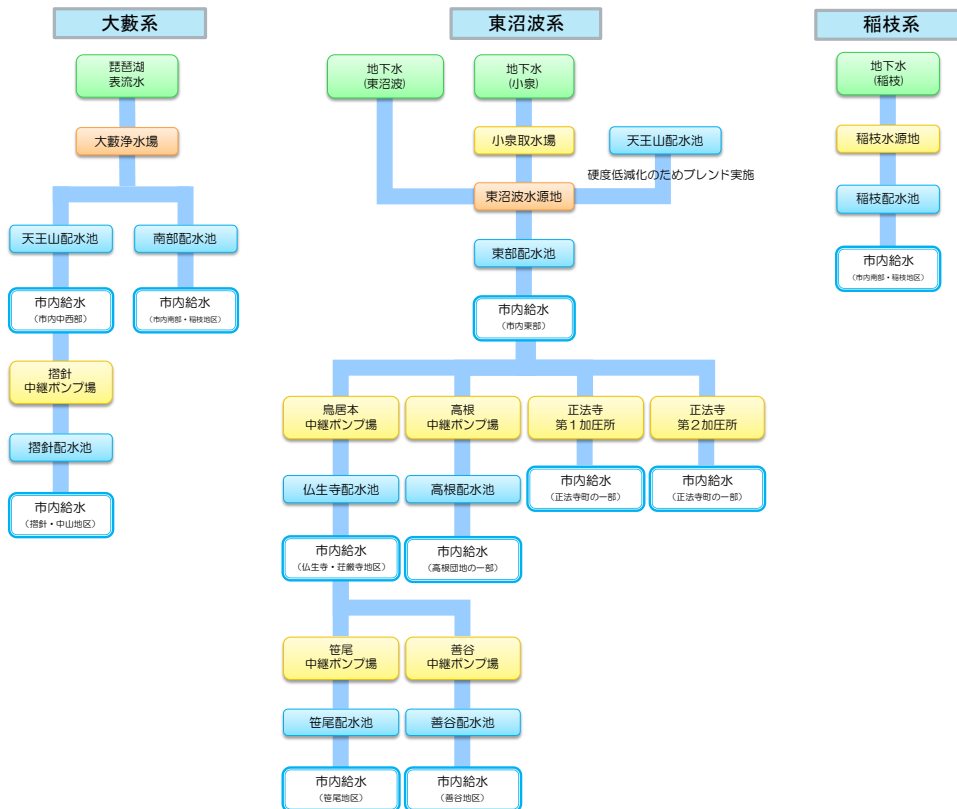 大藪系
琵琶湖
表流水
大藪浄水場
天王山配水池
南部配水池
市内給水
(市内中西部)
市内給水
(市内南部・稲枝地区)
摺針
中継ポンプ場
摺針配水池
市内給水
(摺針・中山地区)
東沼波系
地下水
(東沼波)
地下水
(小泉)
小泉取水場
天王山配水池
硬度低減化のためブレンド実施
東沼波水源地
東部配水池
市内給水
(市内東部)
鳥居本
中継ポンプ場
高根
中継ポンプ場
正法寺
第1加圧所
正法寺
第2加圧所
仏生寺配水池
高根配水池
市内給水
(正法寺町の一部)
市内給水
(正法寺町の一部)
市内給水
(仏生寺・荘厳寺地区)
市内給水
(高根団地の一部)
笹尾
中継ポンプ場
善谷
中継ポンプ場
笹尾配水池
善谷配水池
市内給水
(笹尾地区)
市内給水
(善谷地区)
稲枝系
地下水
(稲枝)
稲枝水源地
稲枝配水池
市内給水
(市内南部・稲枝地区)